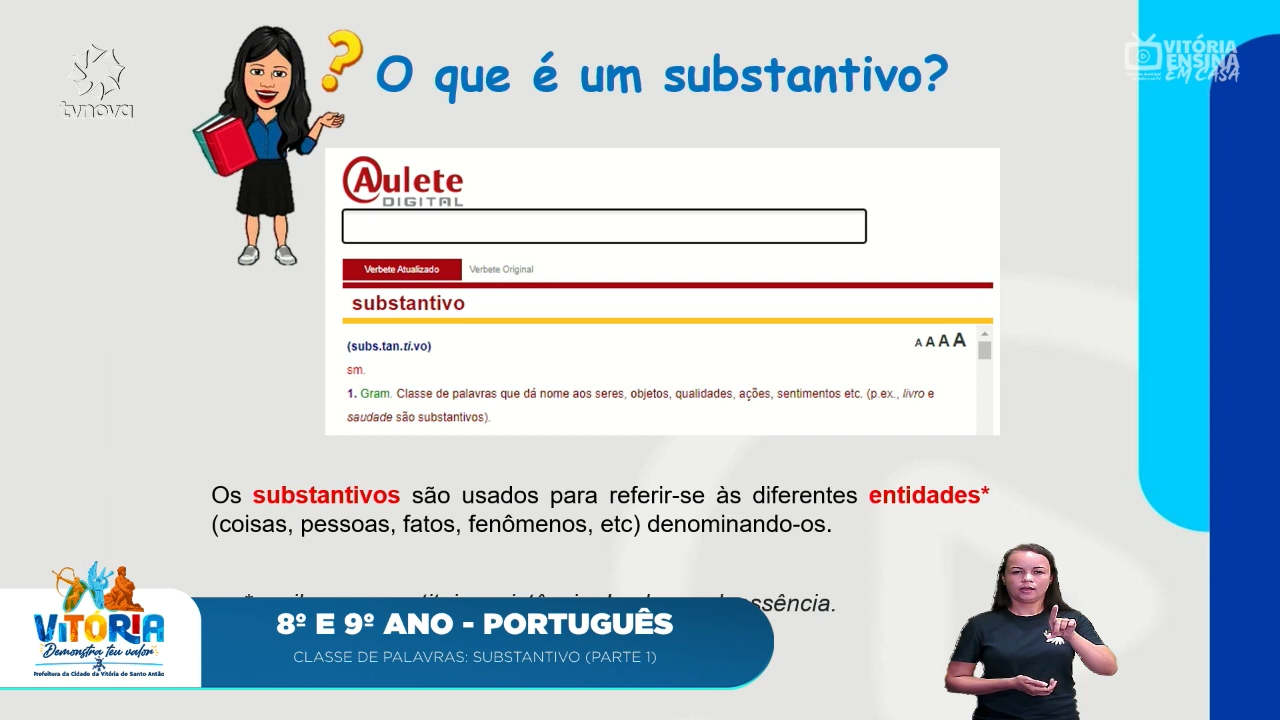 tvnova
O que é um substantivo?
VITÓRIA
ENSINA
EM CASA
Aulete
DIGITAL
Verbete Atualizado Verbete Original
substantivo
(subs.tan.ti.vo)
A A A A
sm.
1. Gram. Classe de palavras que dá nome aos seres, objetos, qualidades, ações, sentimentos etc. (p.ex., livro e
saudade são substantivos).
Os substantivos são usados para referir-se às diferentes entidades*
(coisas, pessoas, fatos, fenômenos, etc) denominando-os.
essência.
8º E 9º ANO - PORTUGUÊS
CLASSE DE PALAVRAS: SUBSTANTIVO (PARTE 1)
VITÓRIA
Demonstra teu valor
Prefeitura da Cidade da Vitória de Santo Antão